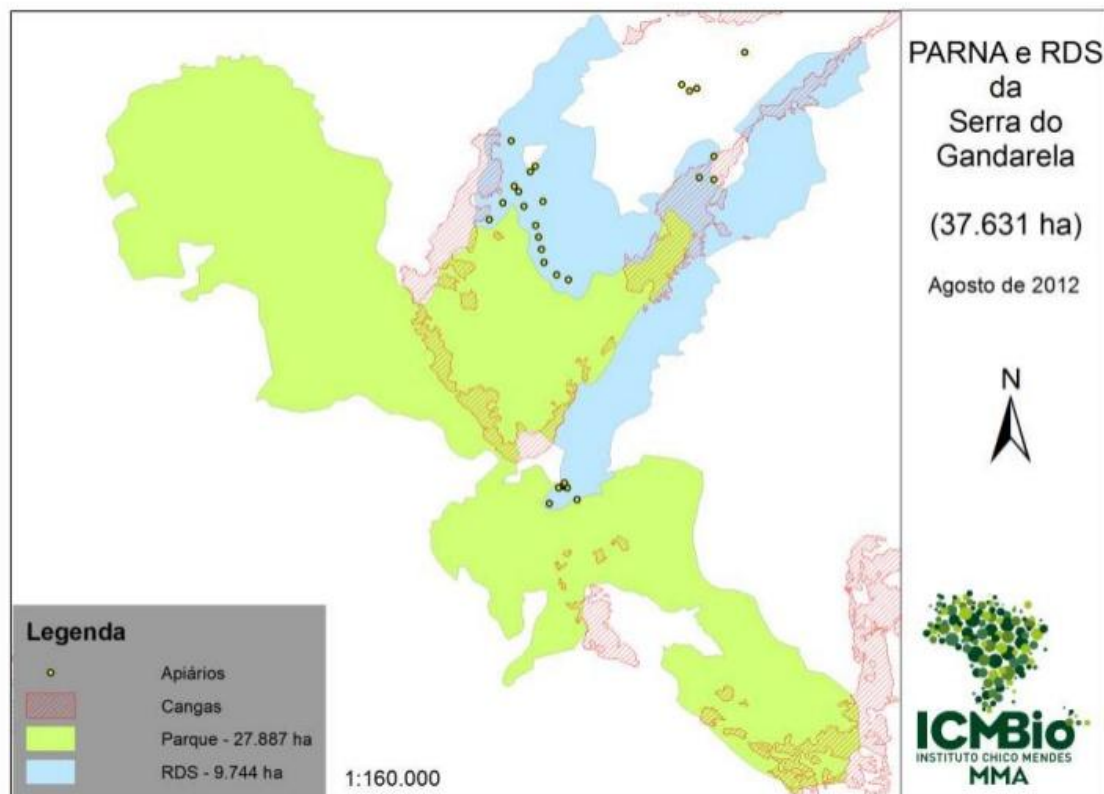 PARNA e RDS
da
Serra do
Gandarela
(37.631 ha)
Agosto de 2012
N
Legenda
Apiários
Cangas
Parque - 27.887 ha
RDS - 9.744 ha
1:160.000
ICMBio
INSTITUTO CHICO MENDES
MMA